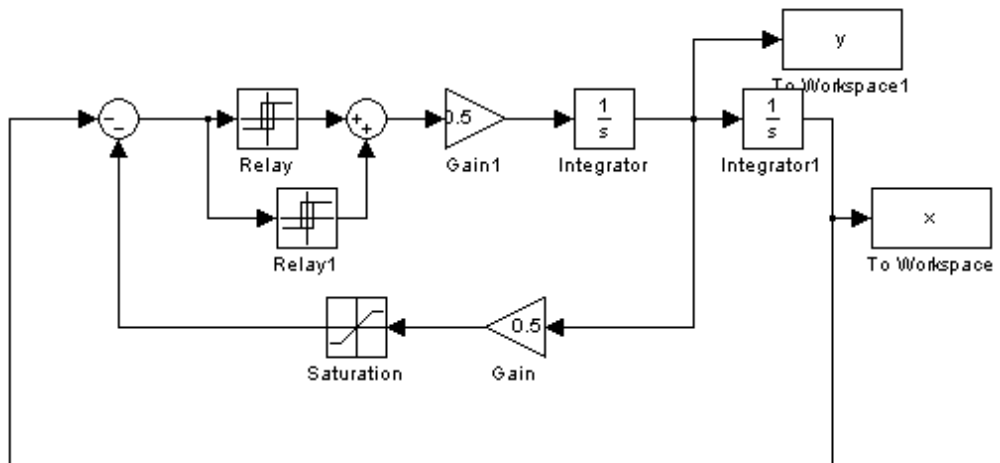 y
To Workspace1
Relay
0.5
Gain1
1
s
Integrator
1
s
Integrator1
Relay1
x
To Workspace
Saturation
0.5
Gain